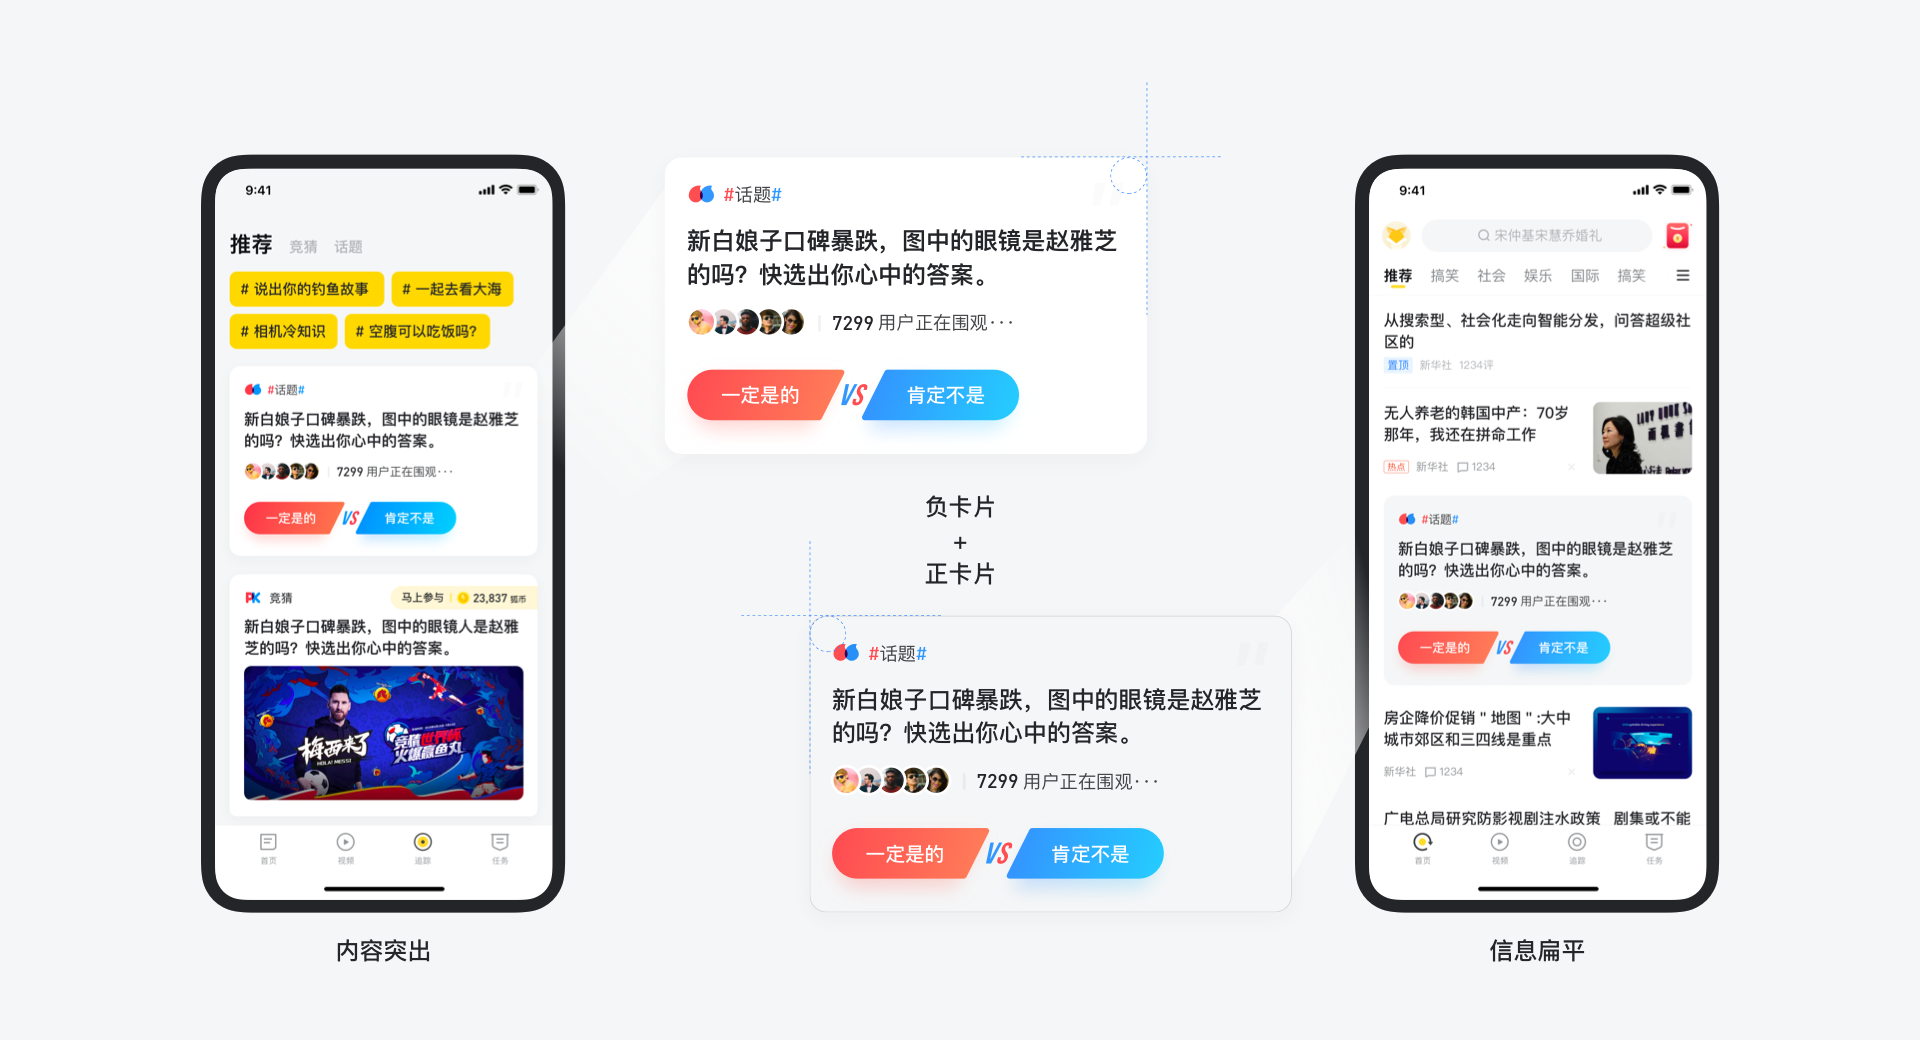 9:41
推荐 竞猜 话题
# 说出你的钓鱼故事 # 一起去看大海
# 相机冷知识 # 空腹可以吃饭吗?
#话题#
新白娘子口碑暴跌，图中的眼镜是赵雅芝
的吗？快选出你心中的答案。
7299 用户正在围观···
一定是的 VS 肯定不是
PK 竞猜 马上参与 23,837 狐币
新白娘子口碑暴跌，图中的眼镜人是赵雅
芝的吗？快选出你心中的答案。
梅西来了
HOLA! MESSI
竞猜世界杯
火爆赢鱼丸
首页 视频 追踪 任务
内容突出
#话题#
新白娘子口碑暴跌，图中的眼镜是赵雅芝
的吗？快选出你心中的答案。
7299 用户正在围观···
一定是的 VS 肯定不是
负卡片
+
正卡片
#话题#
新白娘子口碑暴跌，图中的眼镜是赵雅芝
的吗？快选出你心中的答案。
7299 用户正在围观···
一定是的 VS 肯定不是
9:41
宋仲基宋慧乔婚礼
推荐 搞笑 社会 娱乐 国际 搞笑
从搜索型、社会化走向智能分发，问答超级社
区的
置顶 新华社 1234评
无人养老的韩国中产：70岁
那年，我还在拼命工作
热点 新华社 1234
#话题#
新白娘子口碑暴跌，图中的眼镜是赵雅芝
的吗？快选出你心中的答案。
7299 用户正在围观···
一定是的 VS 肯定不是
房企降价促销 " 地图 " :大中
城市郊区和三四线是重点
新华社 1234
广电总局研究防影视剧注水政策 剧集或不能
首页 视频 追踪 任务
信息扁平